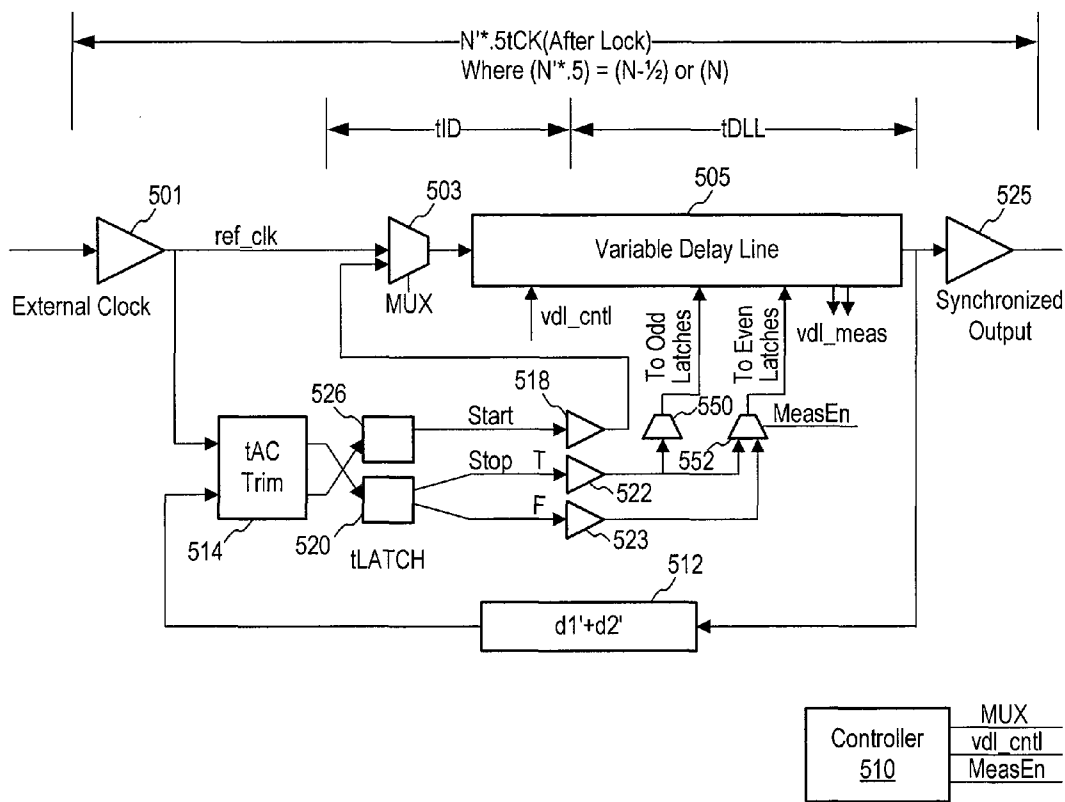 N'*.5tCK(After Lock)
Where (N'*.5) = (N-½) or (N)
tID
tDLL
501
503
505
525
ref_clk
Variable Delay Line
External Clock
MUX
vdl_cntl
To Odd
Latches
To Even
Latches
vdl_meas
Synchronized
Output
526
518
550
Start
MeasEn
tAC
Trim
552
Stop
T
522
F
514
520
523
tLATCH
512
d1'+d2'
Controller
510
MUX
vdl_cntl
MeasEn